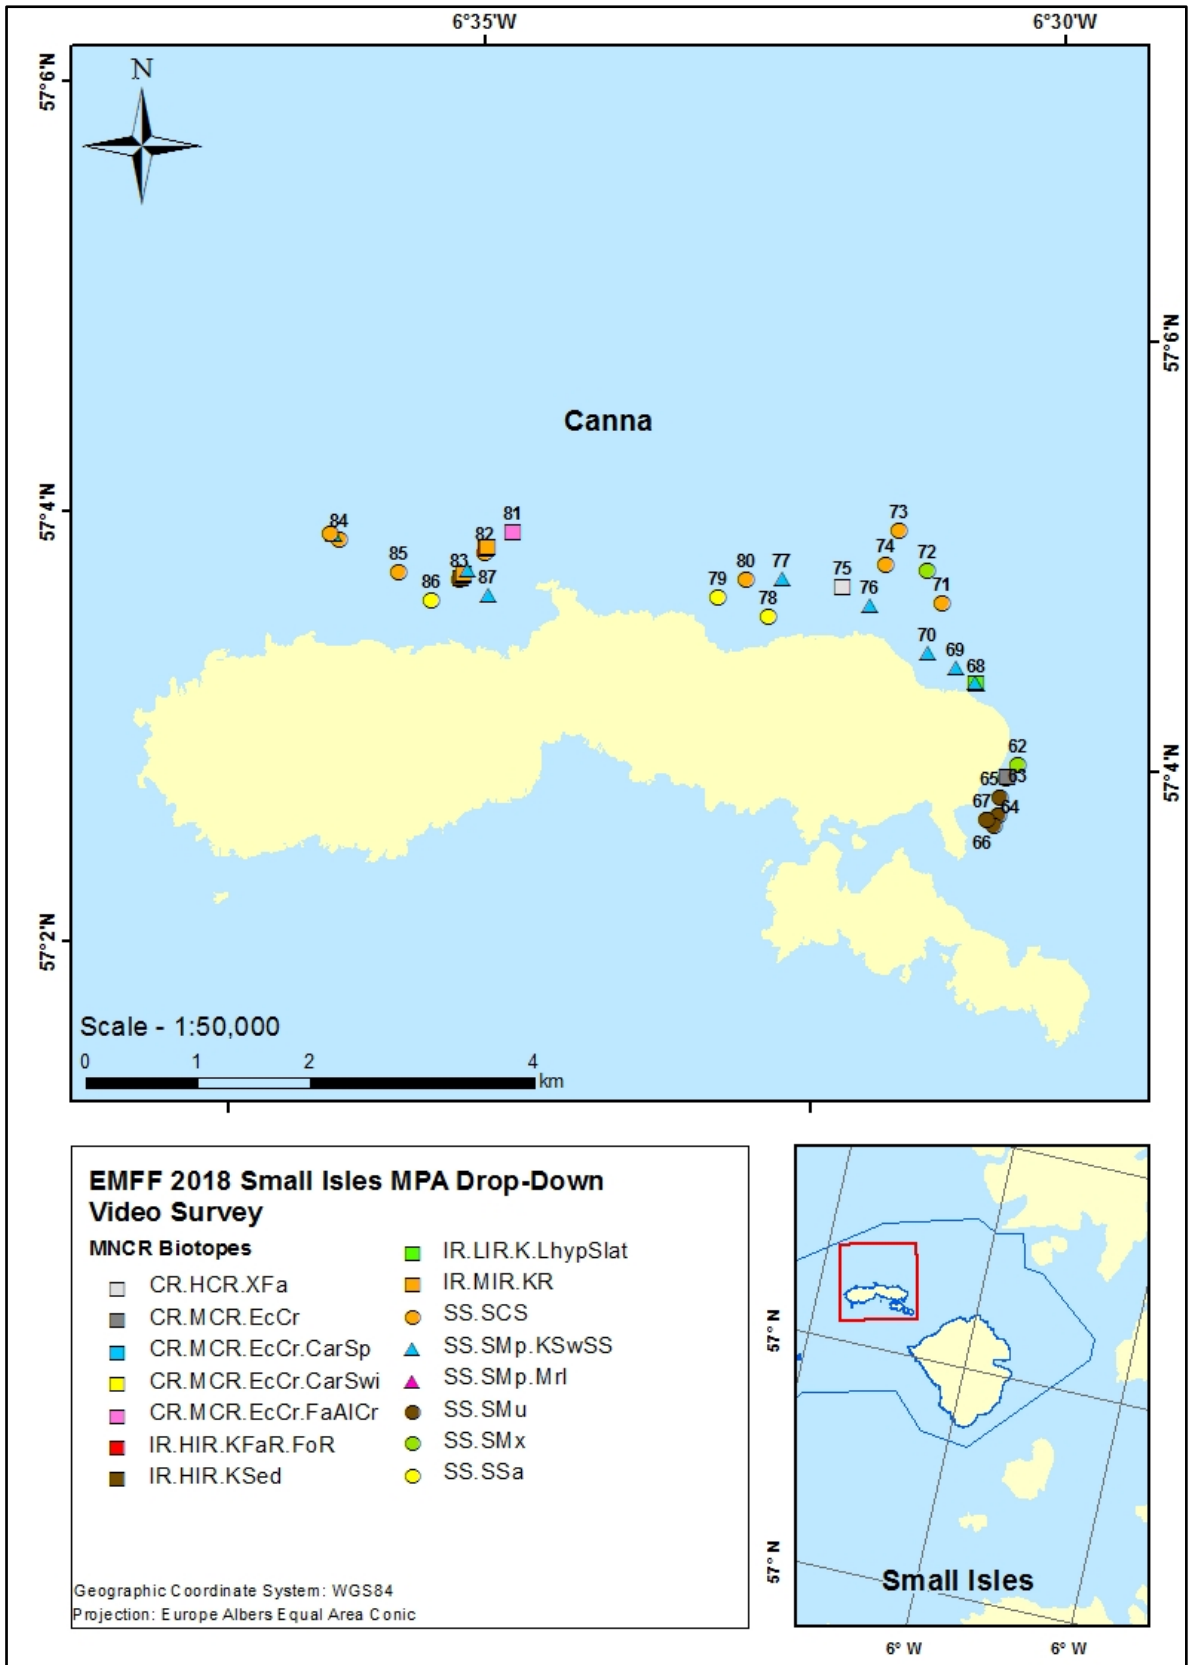 6°35'W
6°30'W
57°6'N
N
57°6'N
Canna
57°4'N
84
85
86
83
82
81
87
79
80
78
77
75
76
74
73
72
71
70
69
68
62
65
63
67
64
66
57°4'N
57°2'N
Scale - 1:50,000
0 1 2 4
km
EMFF 2018 Small Isles MPA Drop-Down
Video Survey
MNCR Biotopes
CR.HCR.XFa
CR.MCR.EcCr
CR.MCR.EcCr.CarSp
CR.MCR.EcCr.CarSwi
CR.MCR.EcCr.FaAlCr
IR.HIR.KFaR.FoR
IR.HIR.KSed
IR.LIR.K.LhypSlat
IR.MIR.KR
SS.SCS
SS.SMp.KSwSS
SS.SMp.Mrl
SS.SMu
SS.SMx
SS.SSa
Geographic Coordinate System: WGS84
Projection: Europe Albers Equal Area Conic
57° N
57° N
Small Isles
6° W
6° W